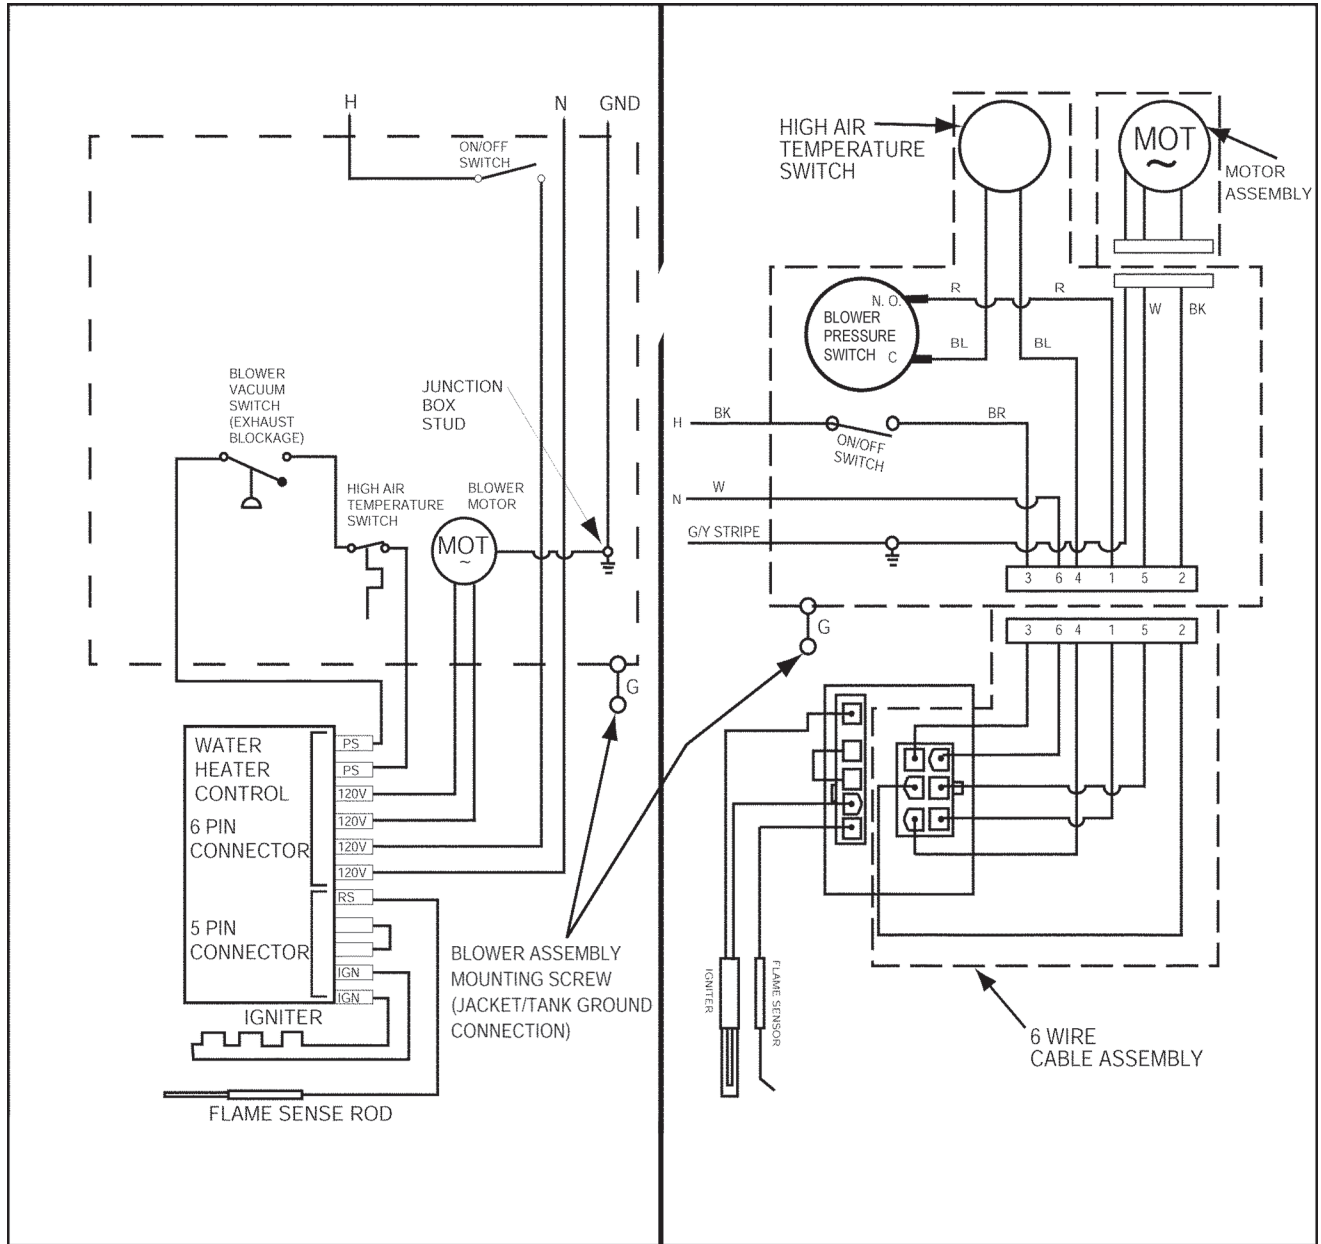 H
N
GND
ON/OFF
SWITCH
BLOWER
VACUUM
SWITCH
(EXHAUST
BLOCKAGE)
JUNCTION
BOX
STUD
HIGH AIR
TEMPERATURE
SWITCH
BLOWER
MOTOR
MOT
~
G
WATER
HEATER
CONTROL
6 PIN
CONNECTOR
5 PIN
CONNECTOR
PS
PS
120V
120V
120V
120V
RS
IGN
IGN
IGNITER
FLAME SENSE ROD
BLOWER ASSEMBLY
MOUNTING SCREW
(JACKET/TANK GROUND
CONNECTION)
HIGH AIR
TEMPERATURE
SWITCH
MOT
~
MOTOR
ASSEMBLY
N. O.
BLOWER
PRESSURE
SWITCH C
R
R
W
BK
BL
BL
H
BK
ON/OFF
SWITCH
BR
N
W
G/Y STRIPE
3 6 4 1 5 2
G
3 6 4 1 5 2
IGNITER
FLAME SENSOR
6 WIRE
CABLE ASSEMBLY